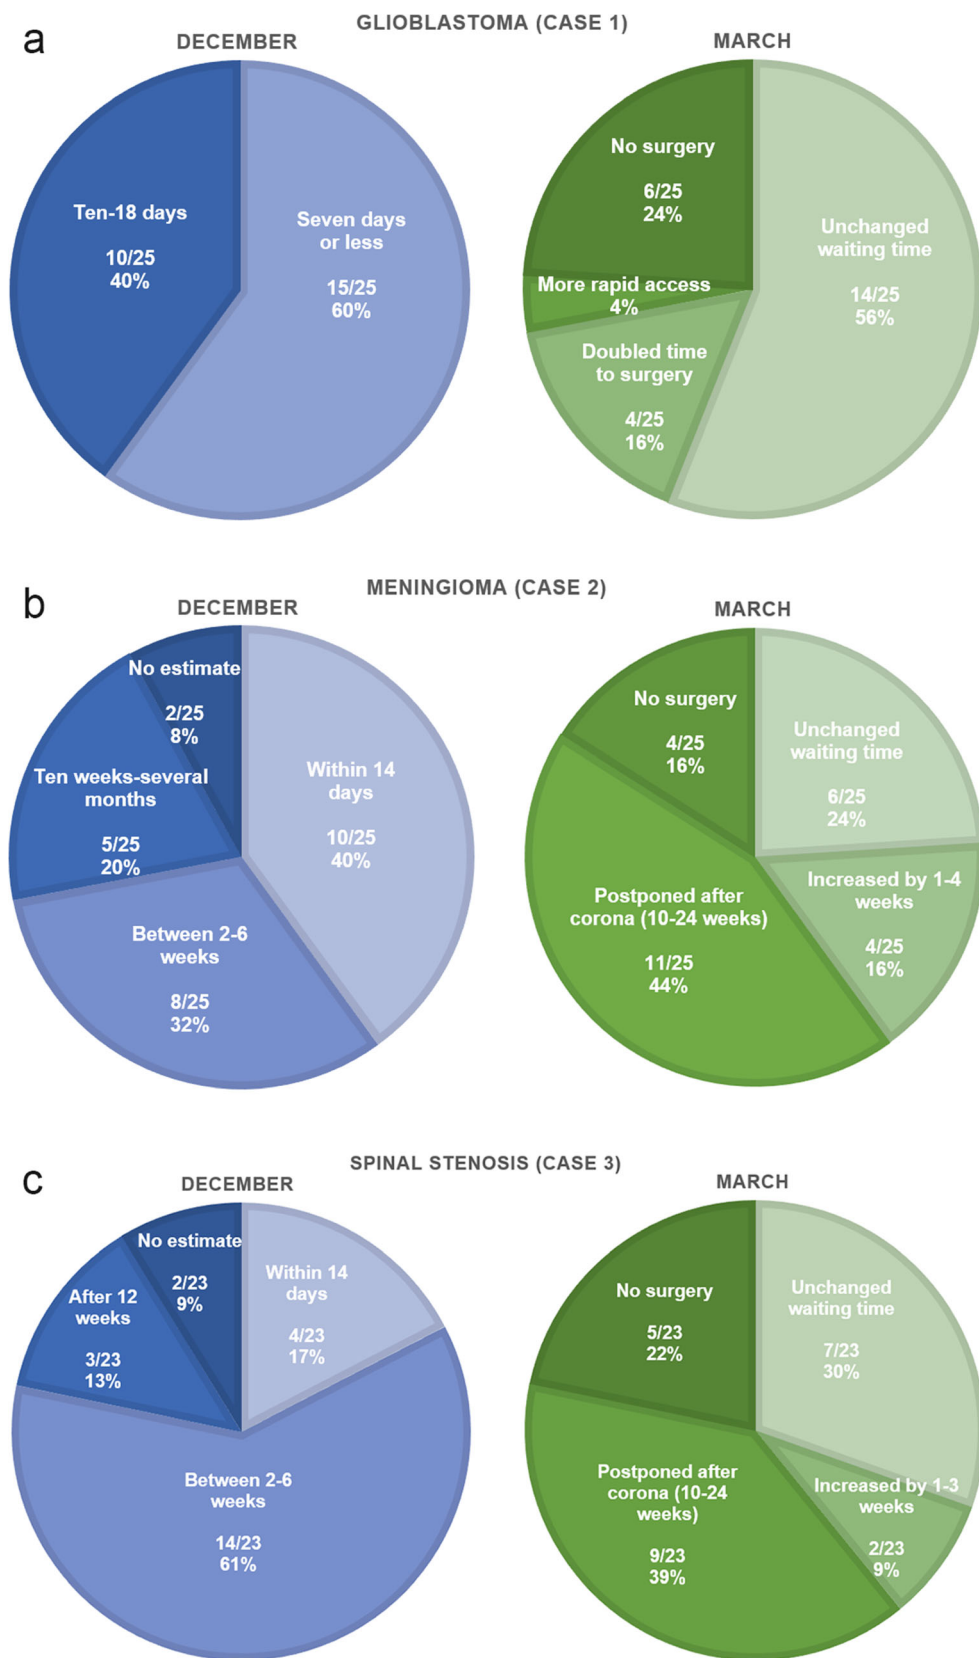 a
GLIOBLASTOMA (CASE 1)
DECEMBER
Ten-18 days
10/25
40%
Seven days
or less
15/25
60%
MARCH
No surgery
6/25
24%
More rapid access
4%
Doubled time
to surgery
4/25
16%
Unchanged
waiting time
14/25
56%
b
MENINGIOMA (CASE 2)
DECEMBER
No estimate
2/25
8%
Ten weeks-several
months
5/25
20%
Within 14
days
10/25
40%
Between 2-6
weeks
8/25
32%
MARCH
No surgery
4/25
16%
Unchanged
waiting time
6/25
24%
Postponed after
corona (10-24 weeks)
11/25
44%
Increased by 1-4
weeks
4/25
16%
c
SPINAL STENOSIS (CASE 3)
DECEMBER
No estimate
2/23
9%
After 12
weeks
3/23
13%
Within 14
days
4/23
17%
Between 2-6
weeks
14/23
61%
MARCH
No surgery
5/23
22%
Unchanged
waiting time
7/23
30%
Postponed after
corona (10-24
weeks)
9/23
39%
Increased by 1-3
weeks
2/23
9%